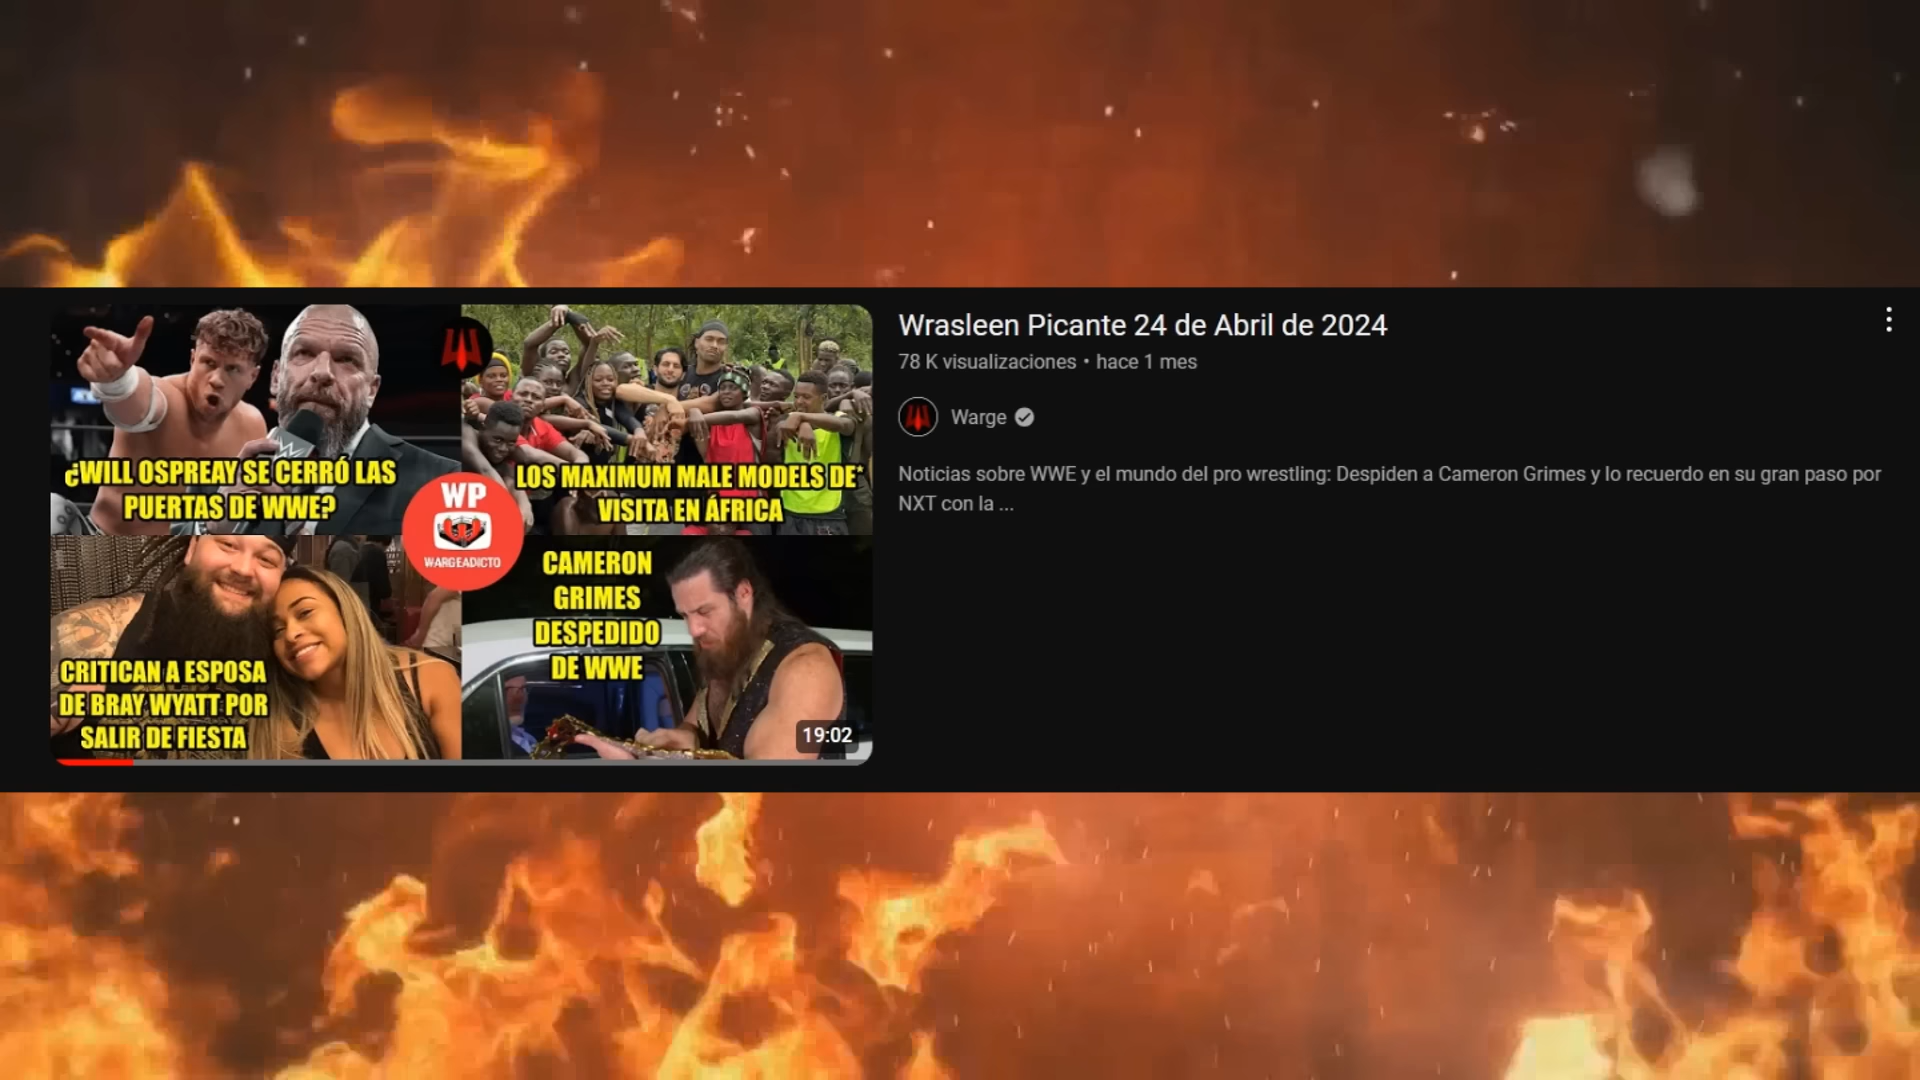 ¿WILL OSPREAY SE CERRÓ LAS
PUERTAS DE WWE?
LOS MAXIMUM MALE MODELS DE*
VISITA EN ÁFRICA
WP
WARGEADICTO
CRITICAN A ESPOSA
DE BRAY WYATT POR
SALIR DE FIESTA
CAMERON
GRIMES
DESPEDIDO
DE WWE
19:02
Wrasleen Picante 24 de Abril de 2024
78 K visualizaciones • hace 1 mes
Warge
Noticias sobre WWE y el mundo del pro wrestling: Despiden a Cameron Grimes y lo recuerdo en su gran paso por
NXT con la ...